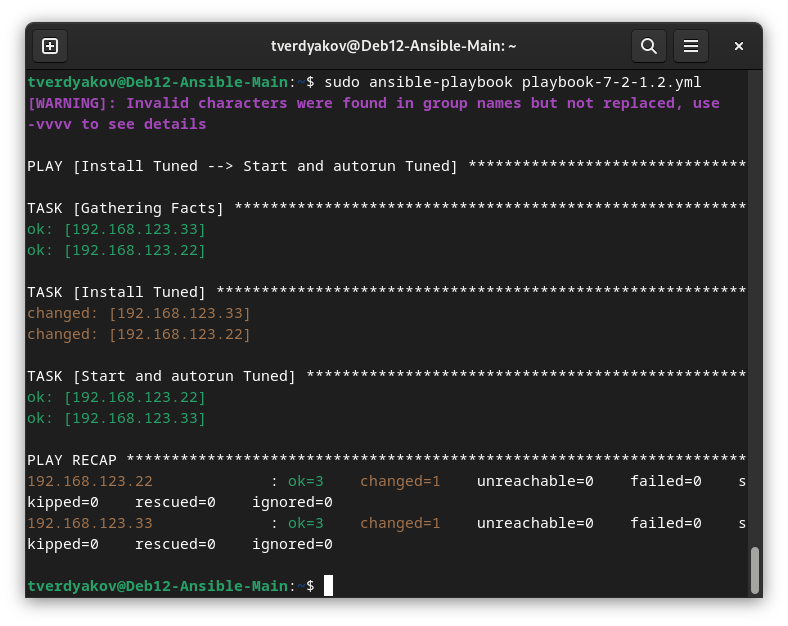 tverdyakov@Deb12-Ansible-Main: ~
tverdyakov@Deb12-Ansible-Main:~$ sudo ansible-playbook playbook-7-2-1.2.yml
[WARNING]: Invalid characters were found in group names but not replaced, use
-vvvv to see details
PLAY [Install Tuned --> Start and autorun Tuned] *******************************
TASK [Gathering Facts] *********************************************************
ok: [192.168.123.33]
ok: [192.168.123.22]
TASK [Install Tuned] ***********************************************************
changed: [192.168.123.33]
changed: [192.168.123.22]
TASK [Start and autorun Tuned] *************************************************
ok: [192.168.123.22]
ok: [192.168.123.33]
PLAY RECAP *********************************************************************
192.168.123.22             : ok=3    changed=1    unreachable=0    failed=0    s
kipped=0    rescued=0    ignored=0
192.168.123.33             : ok=3    changed=1    unreachable=0    failed=0    s
kipped=0    rescued=0    ignored=0
tverdyakov@Deb12-Ansible-Main:~$